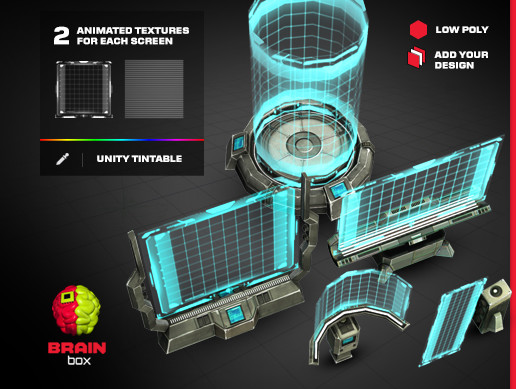 2 ANIMATED TEXTURES
FOR EACH SCREEN
UNITY TINTABLE
LOW POLY
ADD YOUR
DESIGN
BRAIN
box